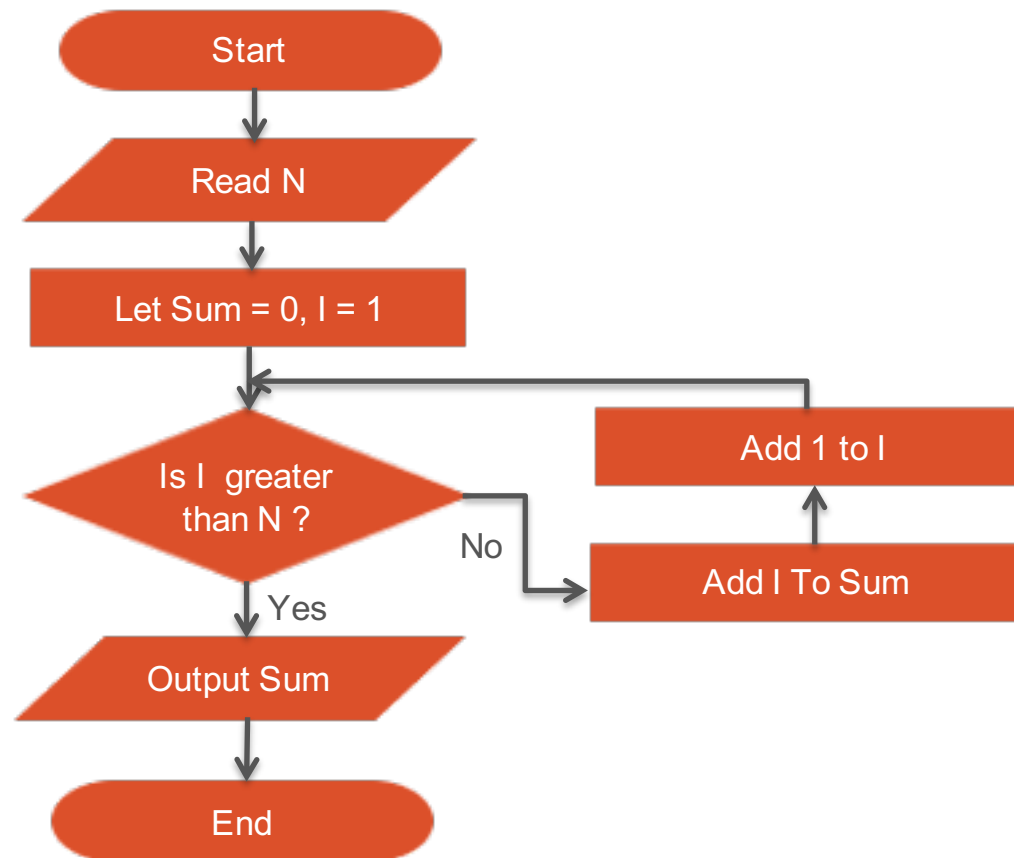 Start
Read N
Let Sum = 0, I = 1
Is I greater
than N ?
No
Add I To Sum
Add 1 to I
Yes
Output Sum
End